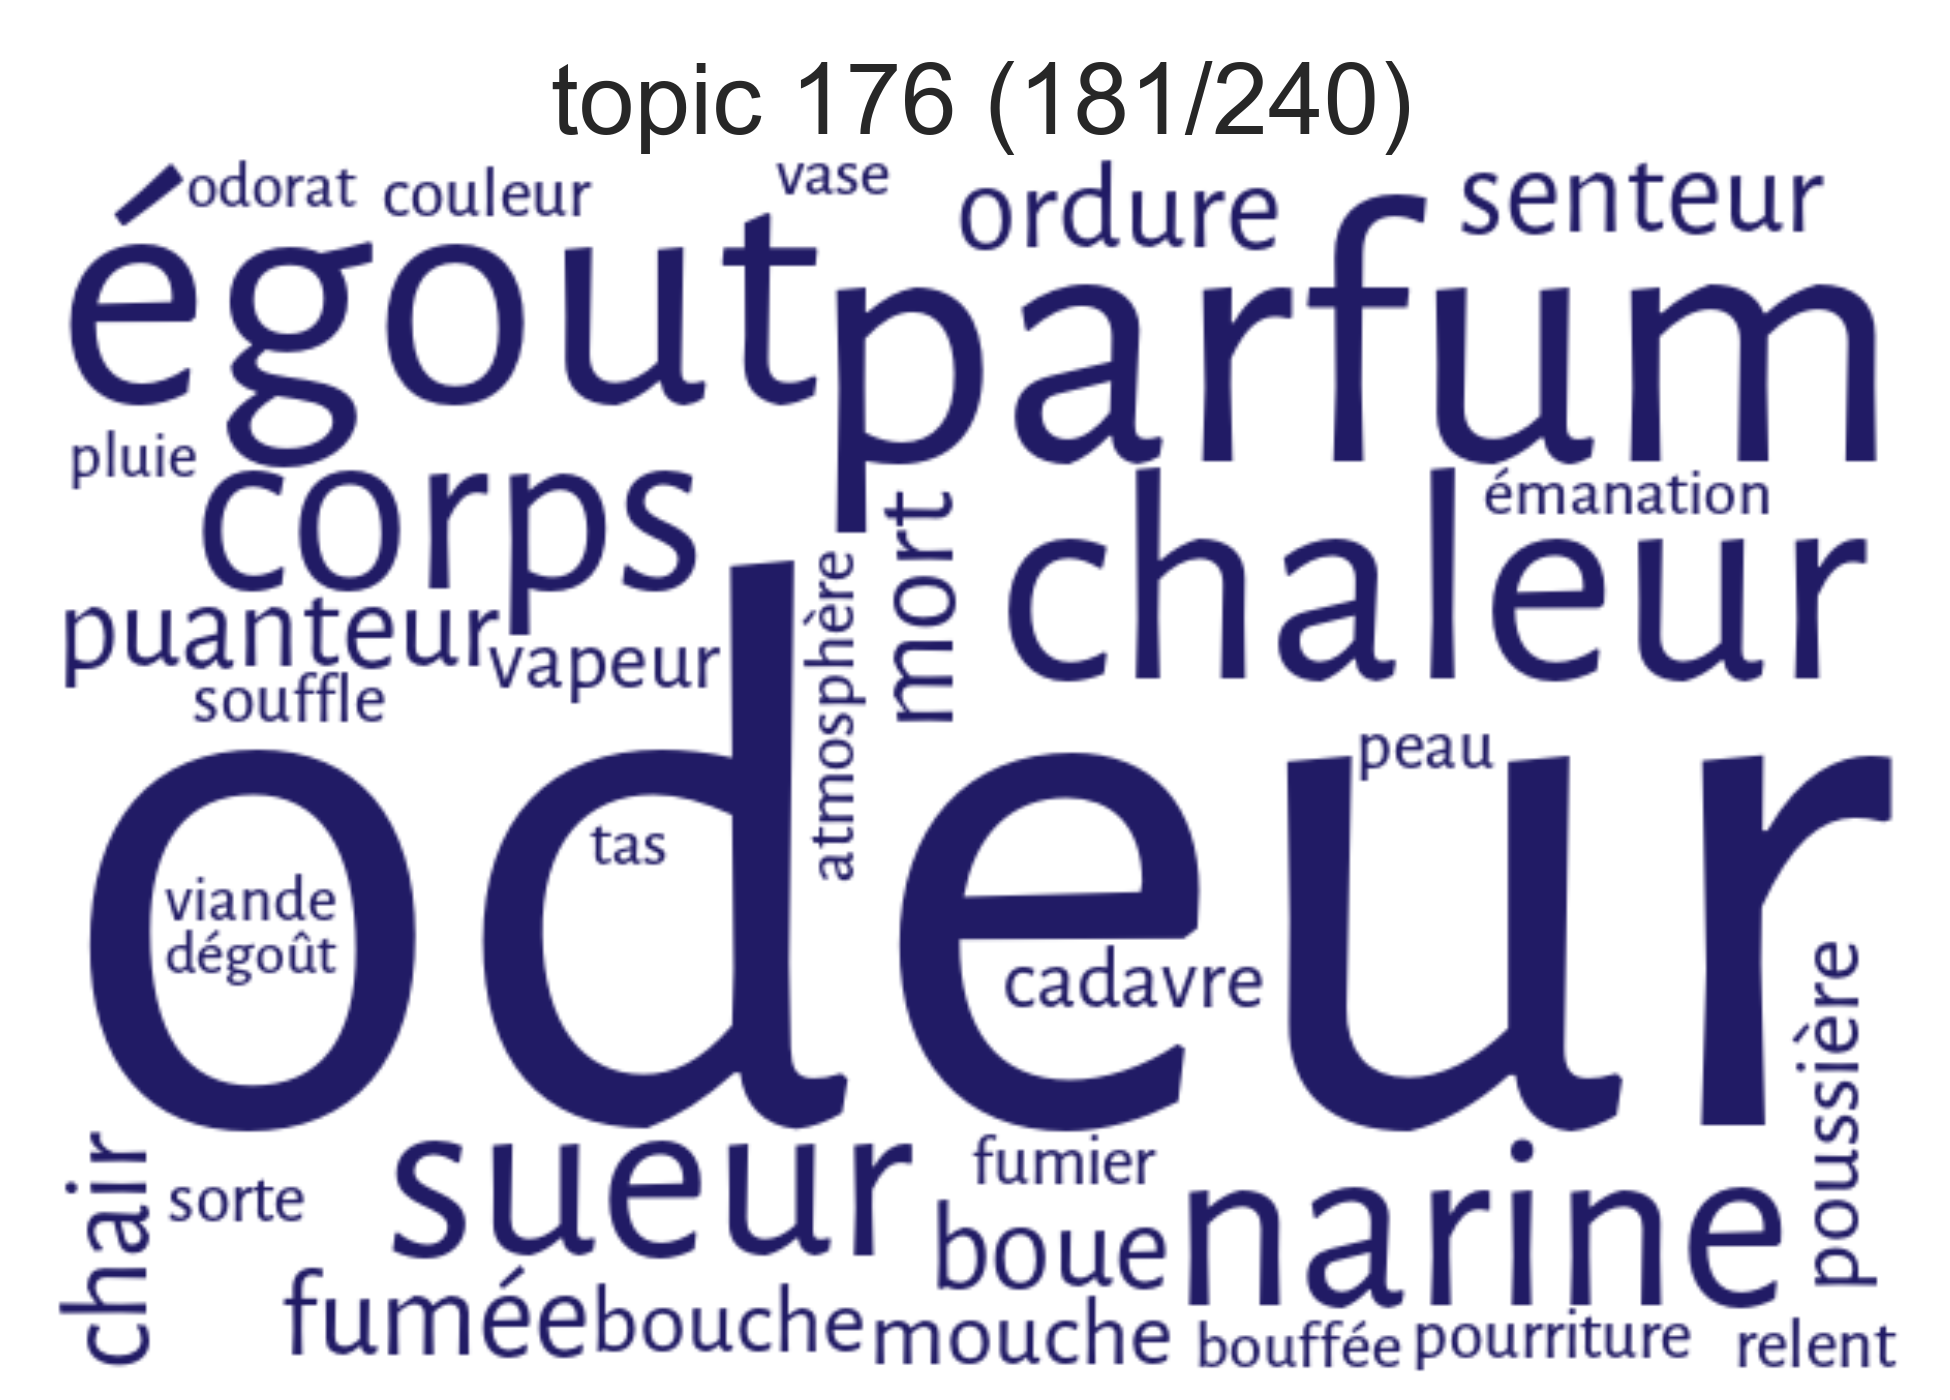 topic 176 (181/240)
odorat couleur vase ordure senteur
égout parfum
pluie corps mort émanation
puanteur vapeur atmosphère chaleur
souffle
odeur
peau
tas
viande
dégoût
cadavre
poussière
chair sorte sueur fumier
boue narine
fumée bouche mouche bouffée pourriture relent